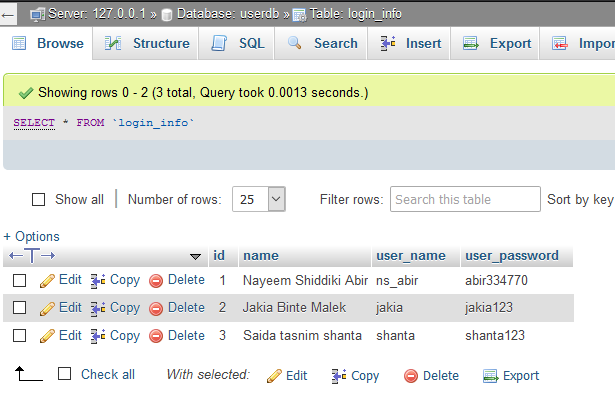 Server: 127.0.0.1 » Database: userdb » Table: login_info
Browse Structure SQL Search Insert Export Impor
Showing rows 0 - 2 (3 total, Query took 0.0013 seconds.)
SELECT * FROM `login_info`
Show all Number of rows: 25 Filter rows: Search this table Sort by key
+ Options
←T→ id name user_name user_password
Edit Copy Delete 1 Nayeem Shiddiki Abir ns_abir abir334770
Edit Copy Delete 2 Jakia Binte Malek jakia jakia123
Edit Copy Delete 3 Saida tasnim shanta shanta shanta123
Check all With selected: Edit Copy Delete Export